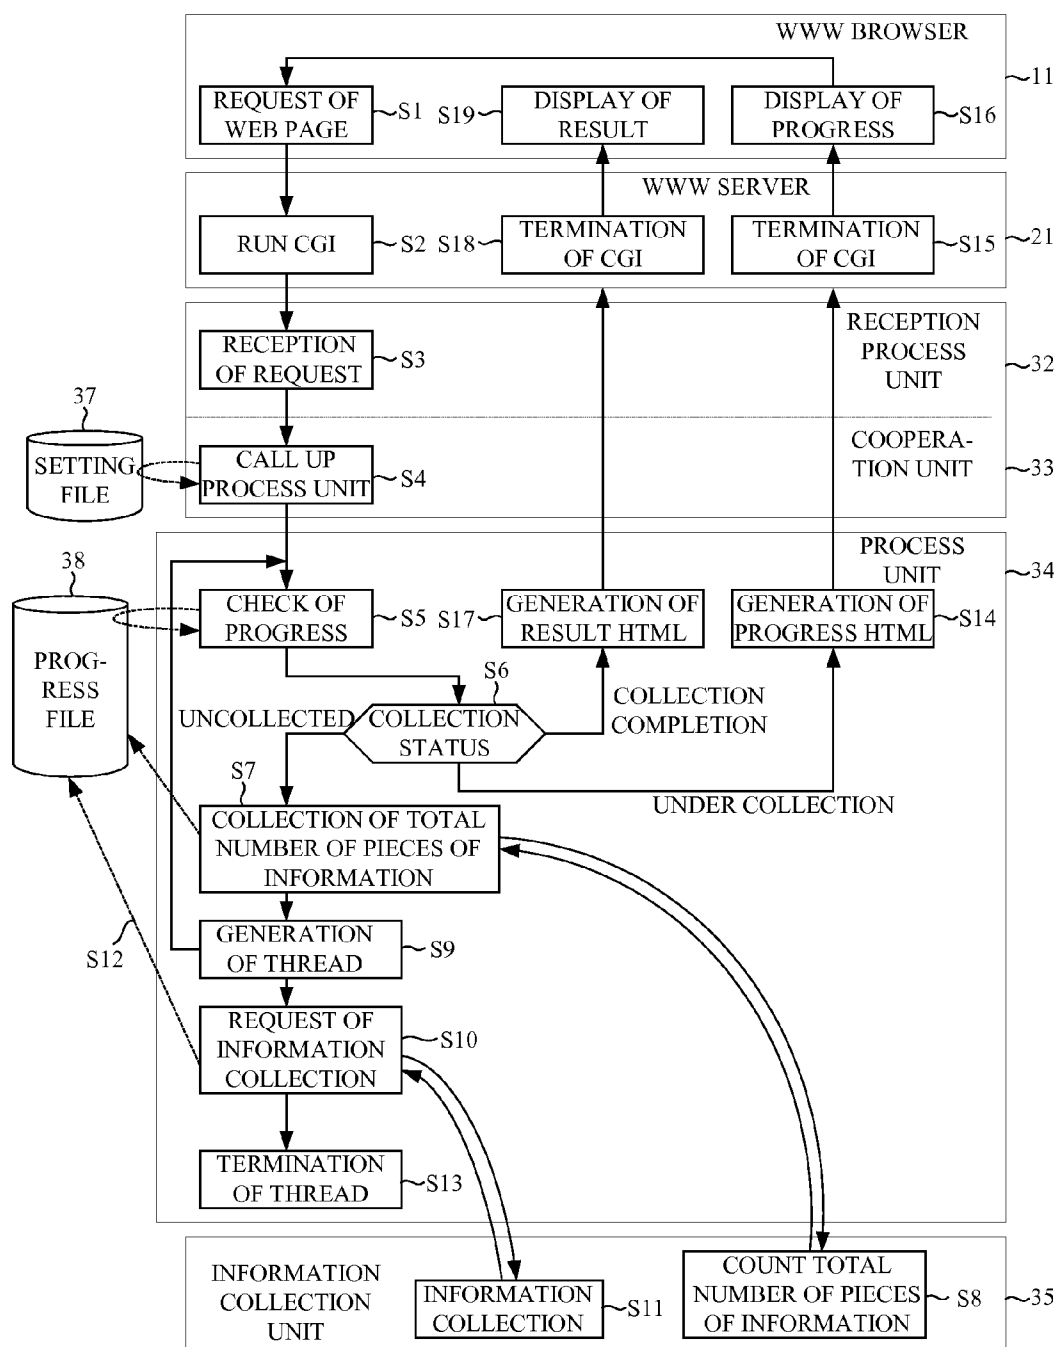 WWW BROWSER
11
REQUEST OF
WEB PAGE
S1
S19
DISPLAY OF
RESULT
DISPLAY OF
PROGRESS
S16
WWW SERVER
RUN CGI
S2
S18
TERMINATION
OF CGI
TERMINATION
OF CGI
S15
21
RECEPTION
OF REQUEST
S3
RECEPTION
PROCESS
UNIT
32
37
SETTING
FILE
CALL UP
PROCESS UNIT
S4
COOPERA-
TION UNIT
33
PROCESS
UNIT
34
38
PROG-
RESS
FILE
CHECK OF
PROGRESS
S5
S17
GENERATION OF
RESULT HTML
GENERATION OF
PROGRESS HTML
S14
S6
UNCOLLECTED
COLLECTION
STATUS
COLLECTION
COMPLETION
UNDER COLLECTION
S7
COLLECTION OF TOTAL
NUMBER OF PIECES OF
INFORMATION
S12
GENERATION
OF THREAD
S9
REQUEST OF
INFORMATION
COLLECTION
S10
TERMINATION
OF THREAD
S13
INFORMATION
COLLECTION
UNIT
INFORMATION
COLLECTION
S11
COUNT TOTAL
NUMBER OF PIECES
OF INFORMATION
S8
35